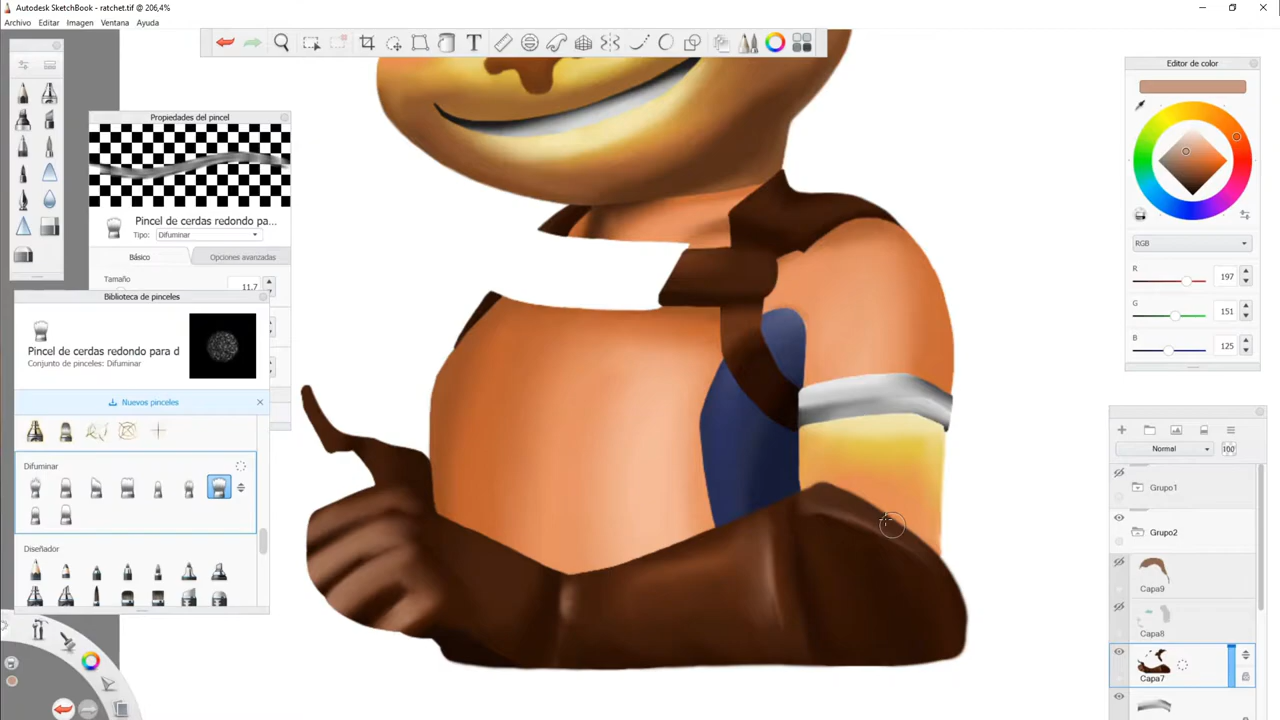 Autodesk SketchBook - ratchet.tif @ 206,4%
Archivo Editar Imagen Ventana Ayuda
Propiedades del pincel
Pincel de cerdas redondo pa...
Tipo: Difuminar
Básico Opciones avanzadas
Tamaño
11.7
Biblioteca de pinceles
Pincel de cerdas redondo para d
Conjunto de pinceles: Difuminar
Nuevos pinceles
Difuminar
Diseñador
Editor de color
RGB
R 197
G 151
B 125
Normal 100
Grupo1
Grupo2
Capa9
Capa8
Capa7